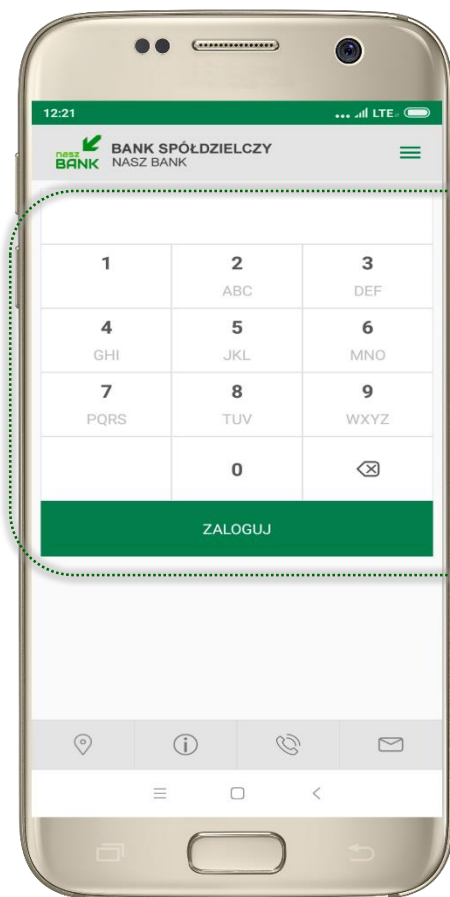 12:21 LTE
nasz BANK SPÓŁDZIELCZY
BANK NASZ BANK
1 2 3
ABC DEF
4 5 6
GHI JKL MNO
7 8 9
PQRS TUV WXYZ
0
ZALOGUJ